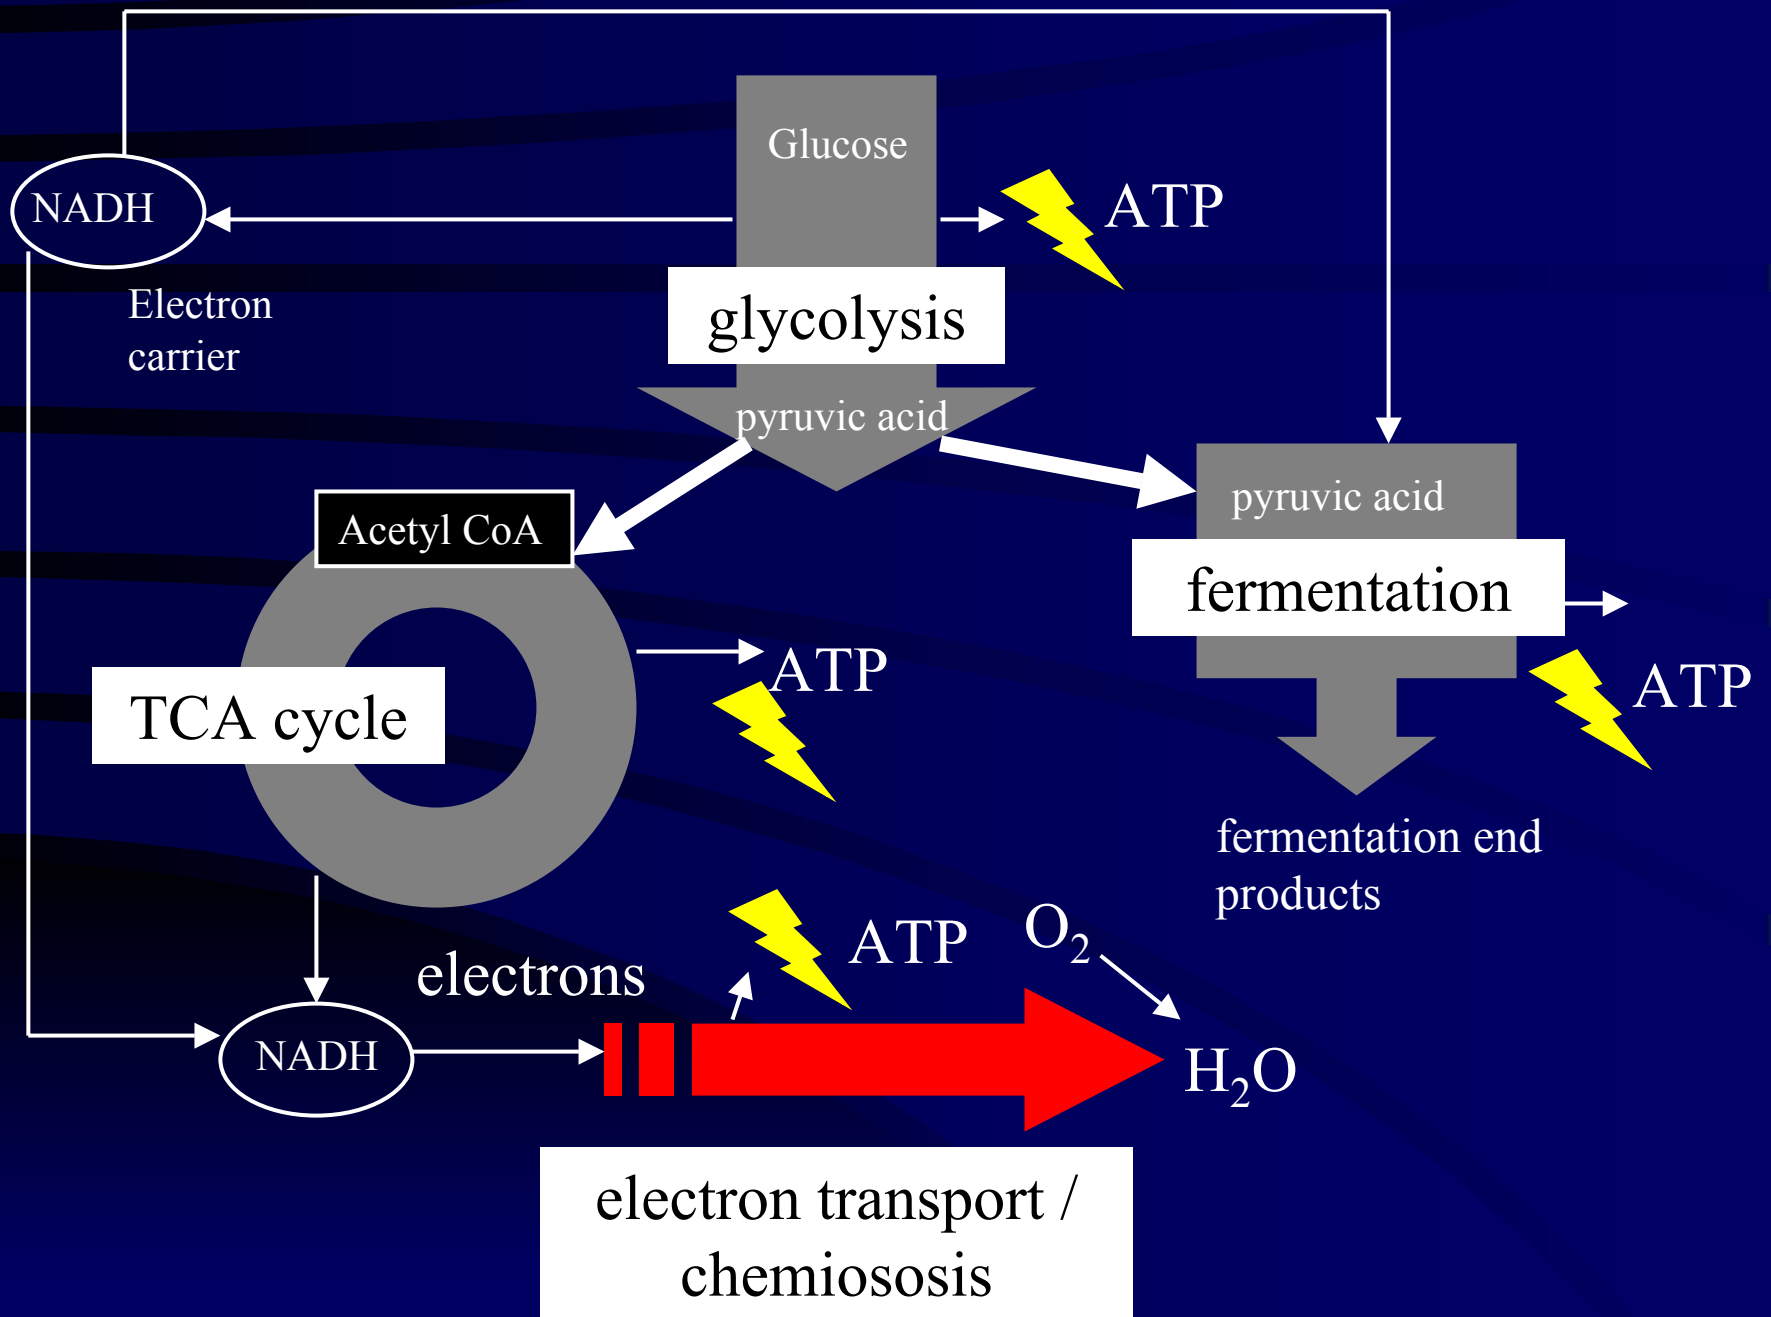 Glucose
NADH
ATP
Electron
carrier
glycolysis
pyruvic acid
Acetyl CoA
pyruvic acid
fermentation
ATP
ATP
TCA cycle
fermentation end
products
electrons
ATP
O₂
NADH
H₂O
electron transport /
chemiososis